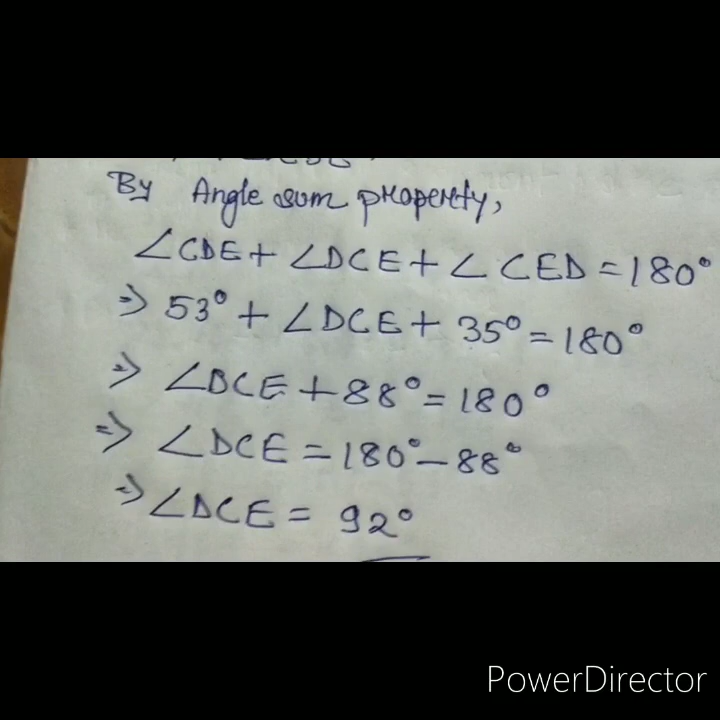 By Angle sum property,
∠CDE + ∠DCE + ∠CED = 180°
⇒ 53° + ∠DCE + 35° = 180°
⇒ ∠DCE + 88° = 180°
⇒ ∠DCE = 180° - 88°
⇒ ∠DCE = 92°
PowerDirector